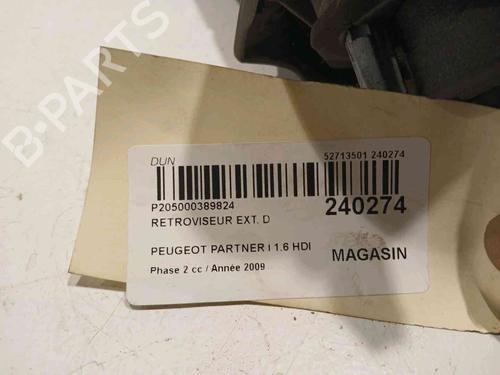 B-PARTS
DUN
52713501 240274
P205000389824
240274
RETROVISEUR EXT. D
PEUGEOT PARTNER I 1.6 HDI
MAGASIN
Phase 2 cc / Année 2009